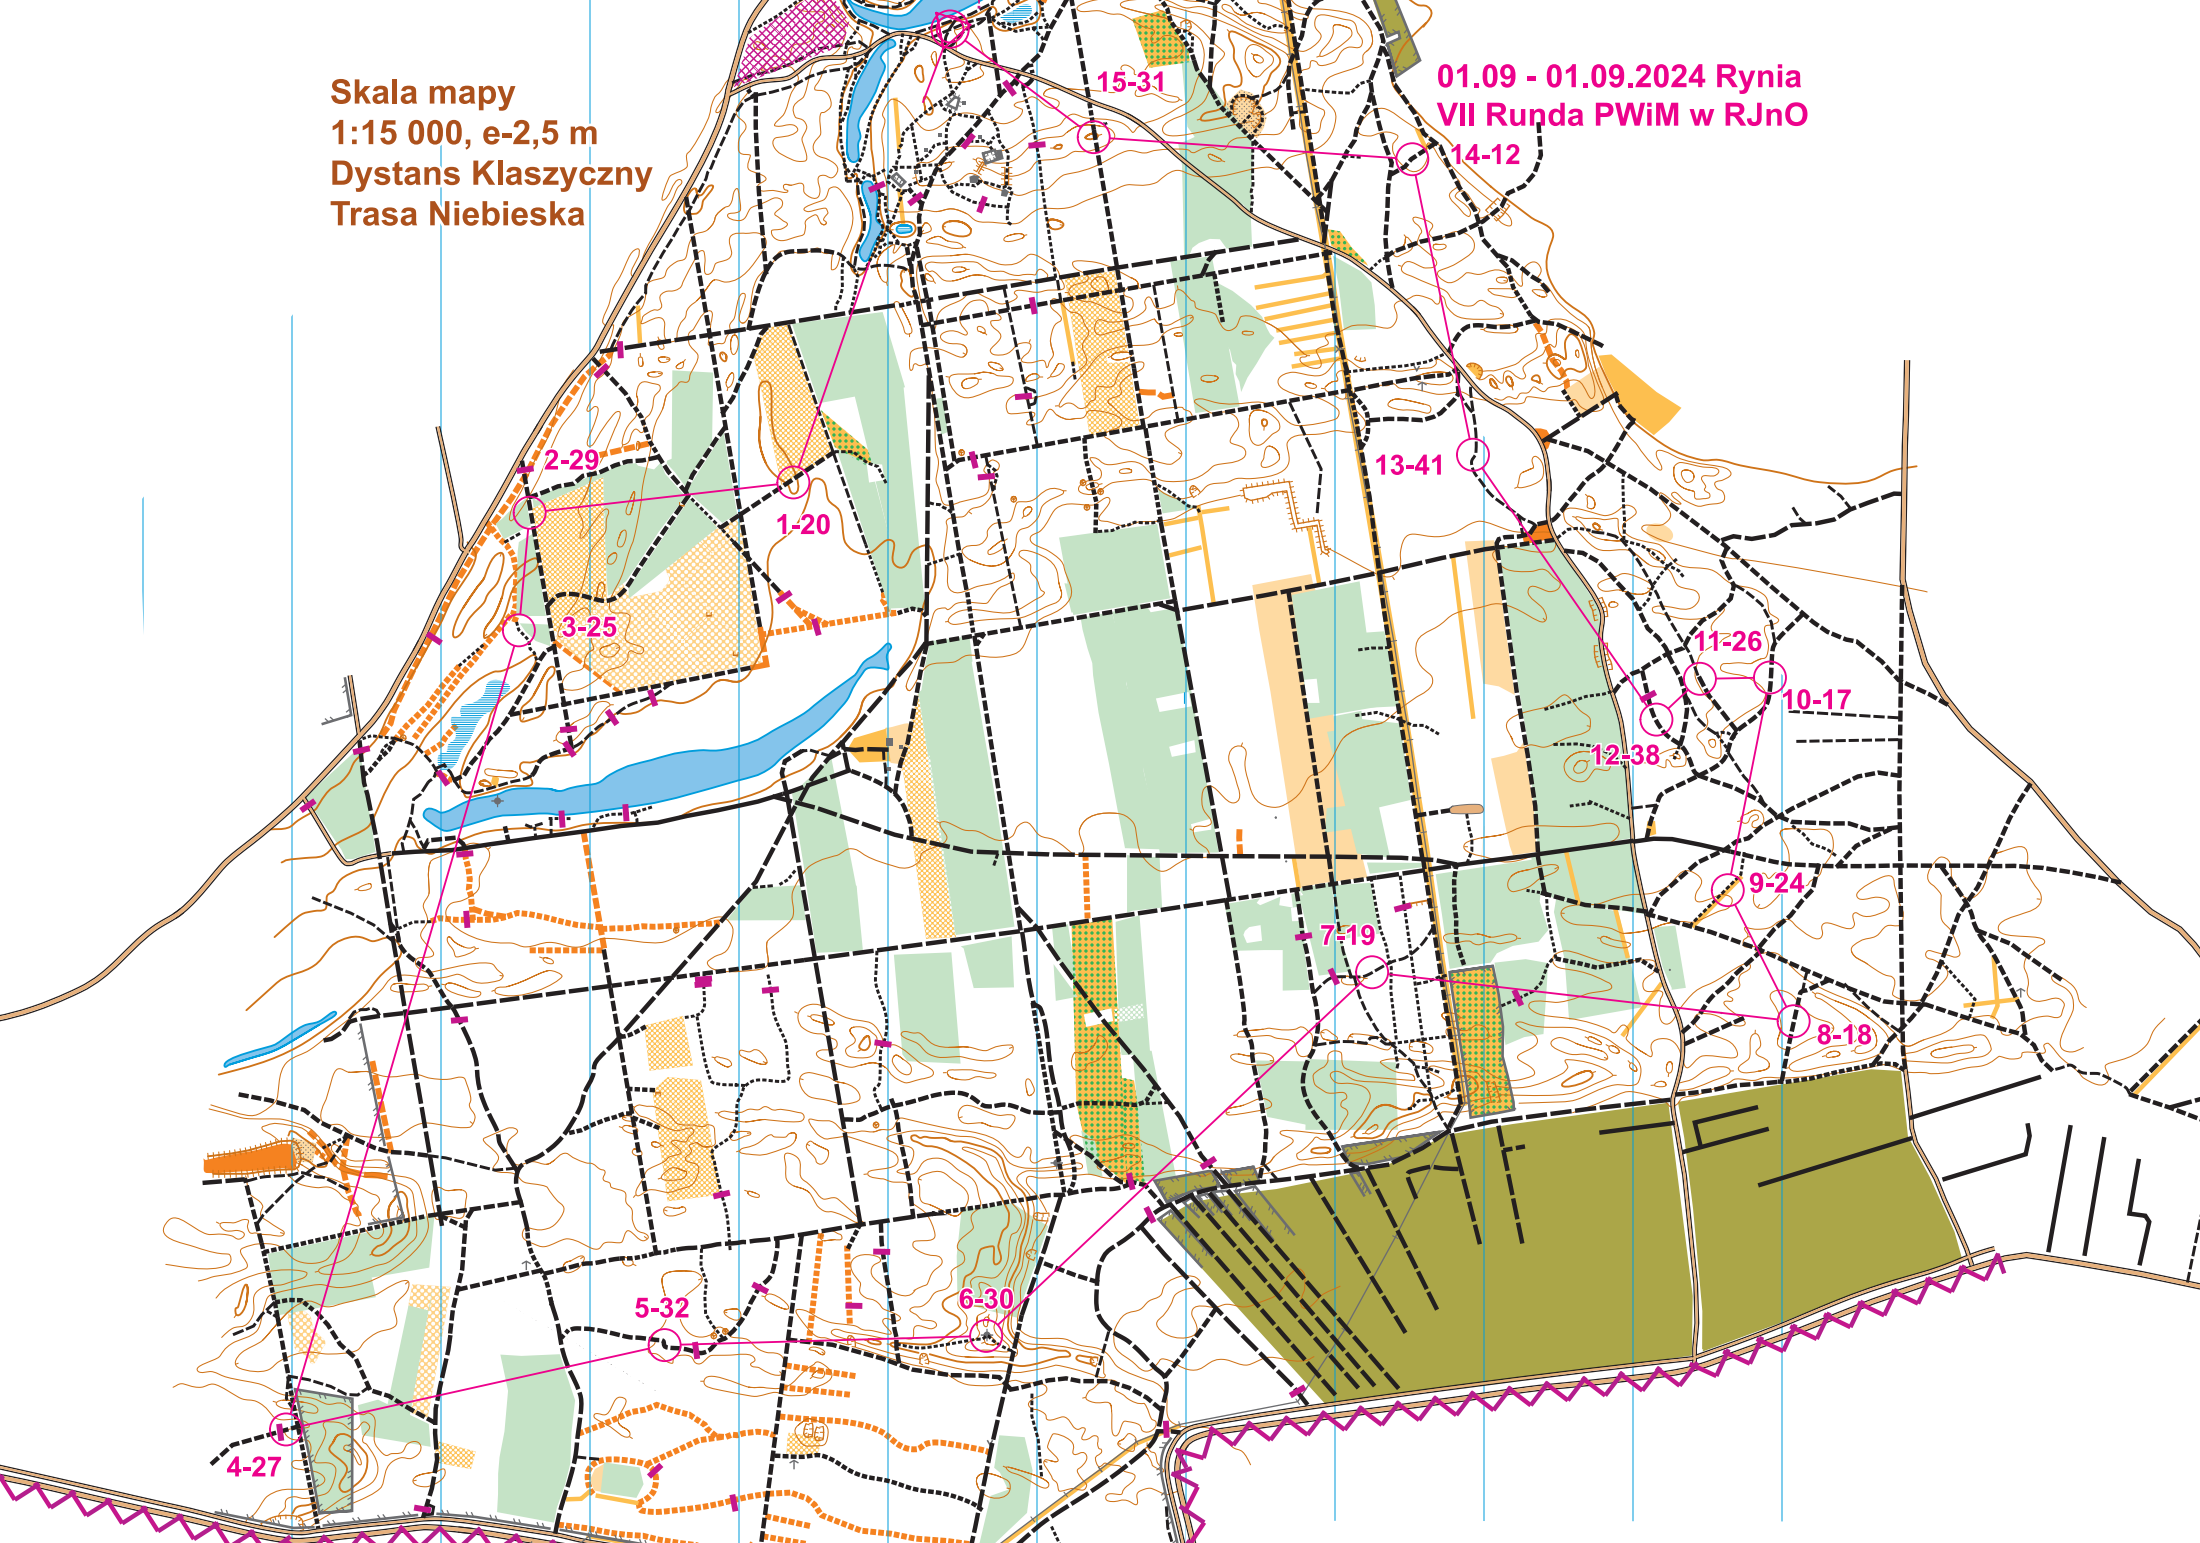 Skala mapy
1:15 000, e-2,5 m
Dystans Klaszyczny
Trasa Niebieska
01.09 - 01.09.2024 Rynia
VII Runda PWiM w RJnO
15-31
14-12
2-29
13-41
1-20
3-25
11-26
10-17
12-38
9-24
7-19
8-18
6-30
5-32
4-27